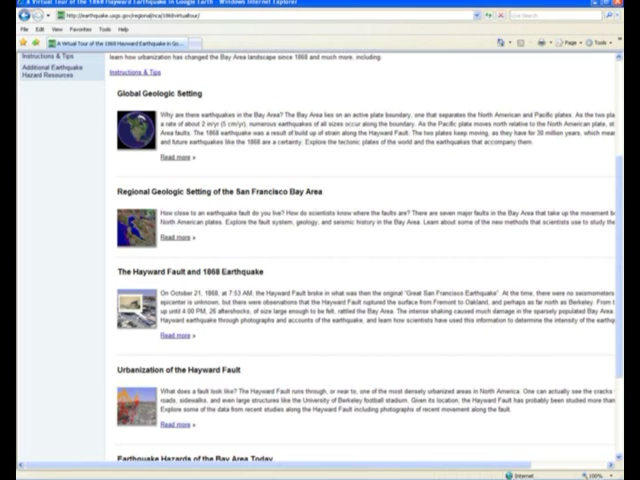 A Virtual Tour of the 1868 Hayward Earthquake in Google Earth - Windows Internet Explorer
http://earthquake.usgs.gov/regional/nca/1868virtualtour/
Live Search
File Edit View Favorites Tools Help
A Virtual Tour of the 1868 Hayward Earthquake in Go...
Page Tools
Instructions & Tips
Additional Earthquake
Hazard Resources
learn how urbanization has changed the Bay Area landscape since 1868 and much more, including:
Instructions & Tips
Global Geologic Setting
Why are there earthquakes in the Bay Area? The Bay Area lies on an active plate boundary, one that separates the North American and Pacific plates. As the two pla
a rate of about 2 in/yr (5 cm/yr), numerous earthquakes of all sizes occur along the boundary. As the Pacific plate moves north relative to the North American plate, st
Area faults. The 1868 earthquake was a result of build up of strain along the Hayward Fault. The two plates keep moving, as they have for 30 million years, which mean
and future earthquakes like the 1868 are a certainty. Explore the tectonic plates of the world and the earthquakes that accompany them.
Read more »
Regional Geologic Setting of the San Francisco Bay Area
How close to an earthquake fault do you live? How do scientists know where the faults are? There are seven major faults in the Bay Area that take up the movement b
North American plates. Explore the fault system, geology, and seismic history in the Bay Area. Learn about some of the new methods that scientists use to study the
Read more »
The Hayward Fault and 1868 Earthquake
On October 21, 1868, at 7:53 AM, the Hayward Fault broke in what was then the original "Great San Francisco Earthquake". At the time, there were no seismometers
epicenter is unknown, but there were observations that the Hayward Fault ruptured the surface from Fremont to Oakland, and perhaps as far north as Berkeley. From t
up until 4:00 PM, 26 aftershocks, of size large enough to be felt, rattled the Bay Area. The intense shaking caused much damage in the sparsely populated Bay Area.
Hayward earthquake through photographs and accounts of the earthquake, and learn how scientists have used this information to determine the intensity of the earthq
Read more »
Urbanization of the Hayward Fault
What does a fault look like? The Hayward Fault runs through, or near to, one of the most densely urbanized areas in North America. One can actually see the cracks
roads, sidewalks, and even large structures like the University of Berkeley football stadium. Given its location, the Hayward Fault has probably been studied more than
Explore some of the data from recent studies along the Hayward Fault including photographs of recent movement along the fault.
Read more »
Earthquake Hazards of the Bay Area Today
Internet 100%